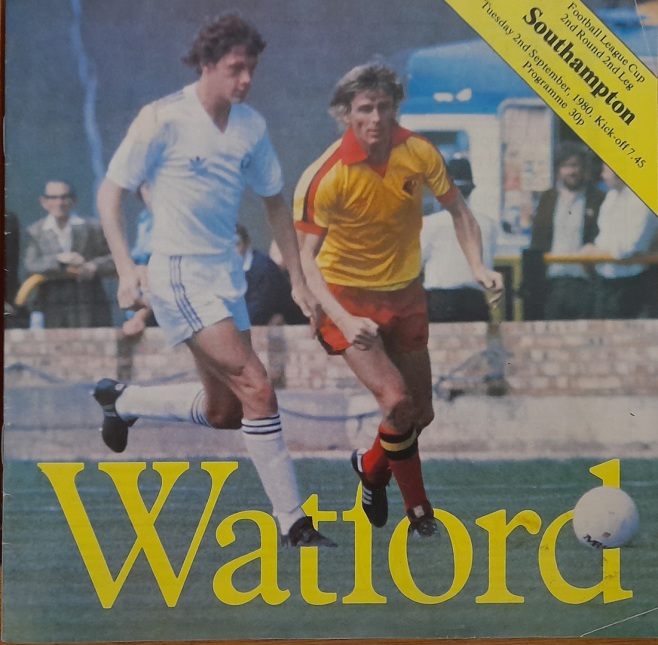 Football League Cup
2nd Round 2nd Leg
Southampton
Tuesday 2nd September, 1980. Kick-off 7.45
Programme 30p
Watford